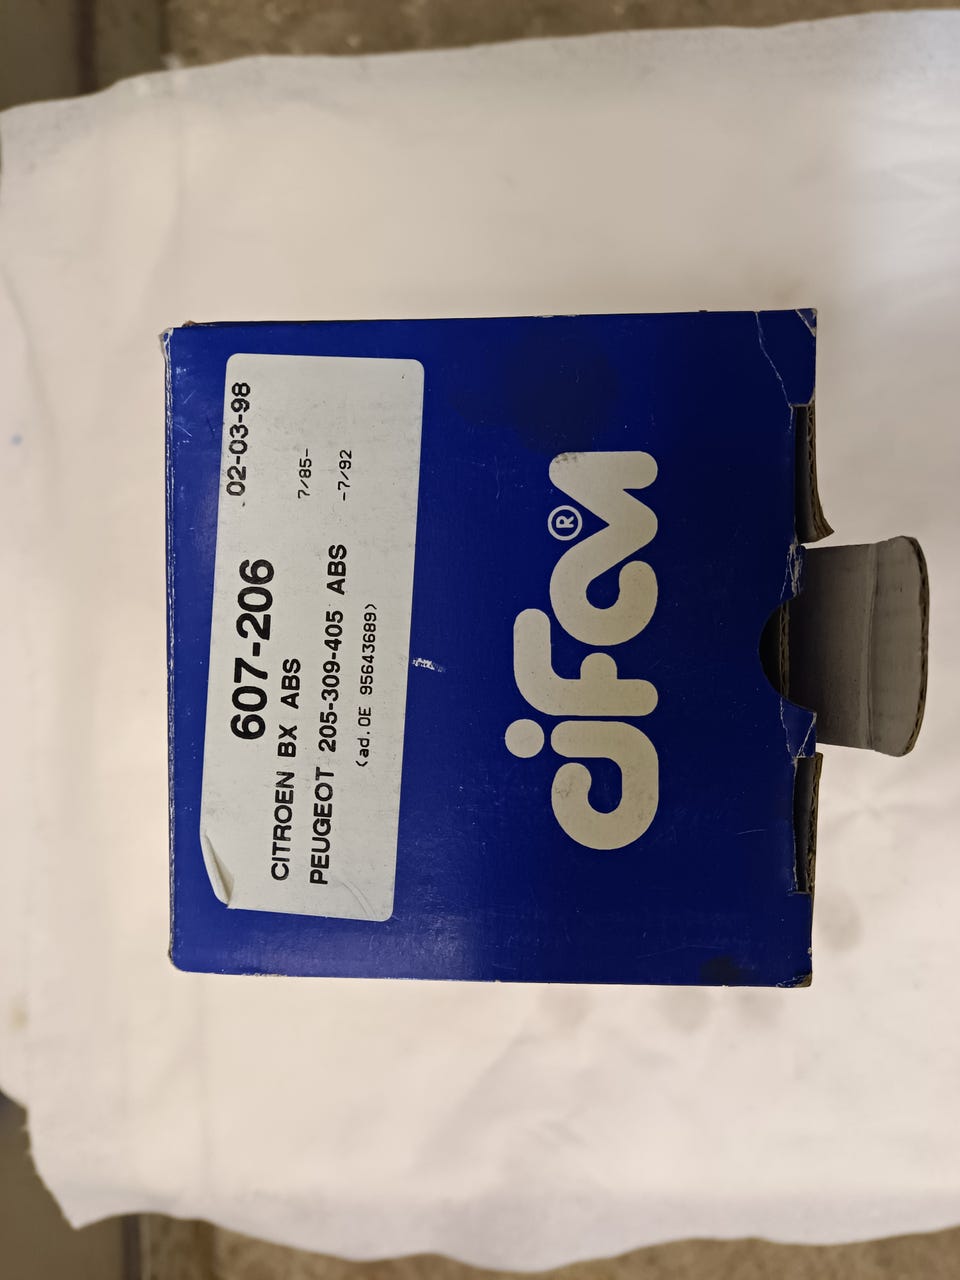 607-206 02-03-98
CITROEN BX ABS 7/85-
PEUGEOT 205-309-405 ABS -7/92
(ad.OE 95643689)
cifam®